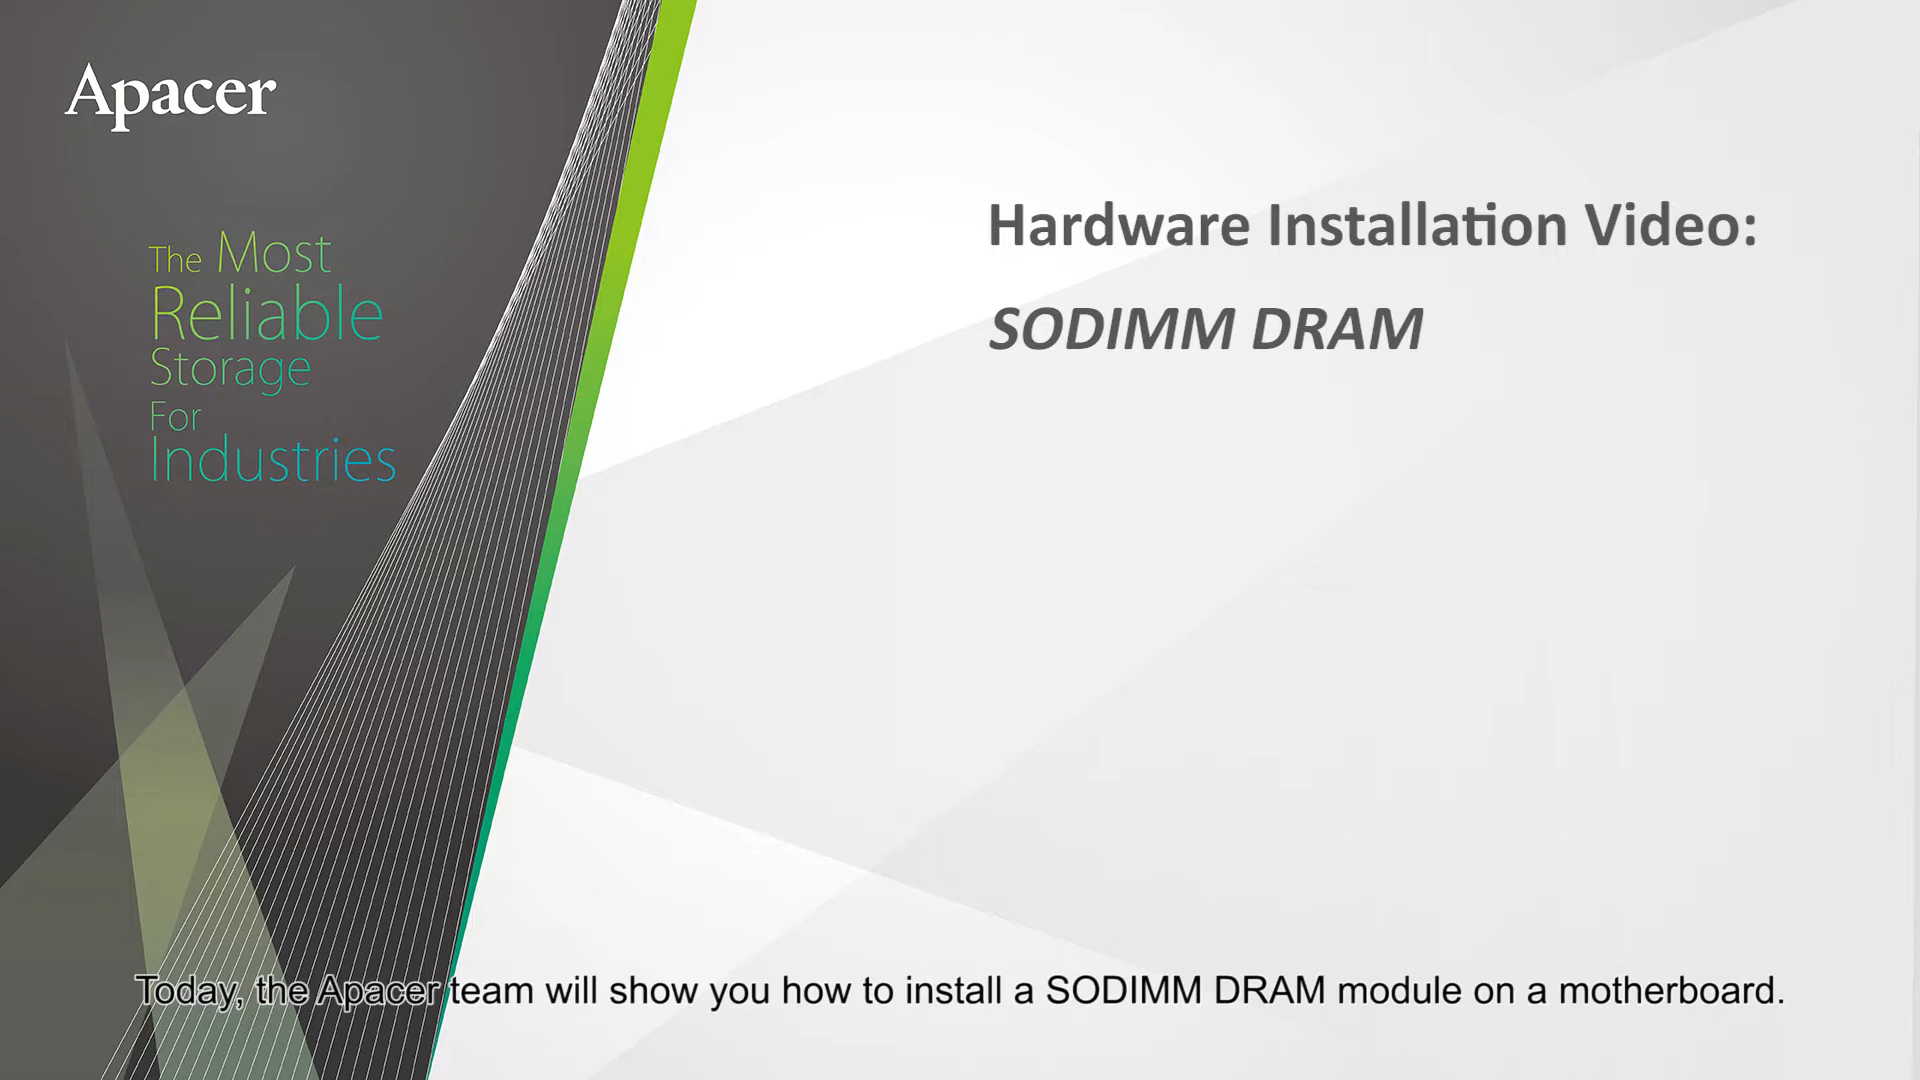 Apacer
The Most
Reliable
Storage
For
Industries
Hardware Installation Video:
SODIMM DRAM
Today, the Apacer team will show you how to install a SODIMM DRAM module on a motherboard.